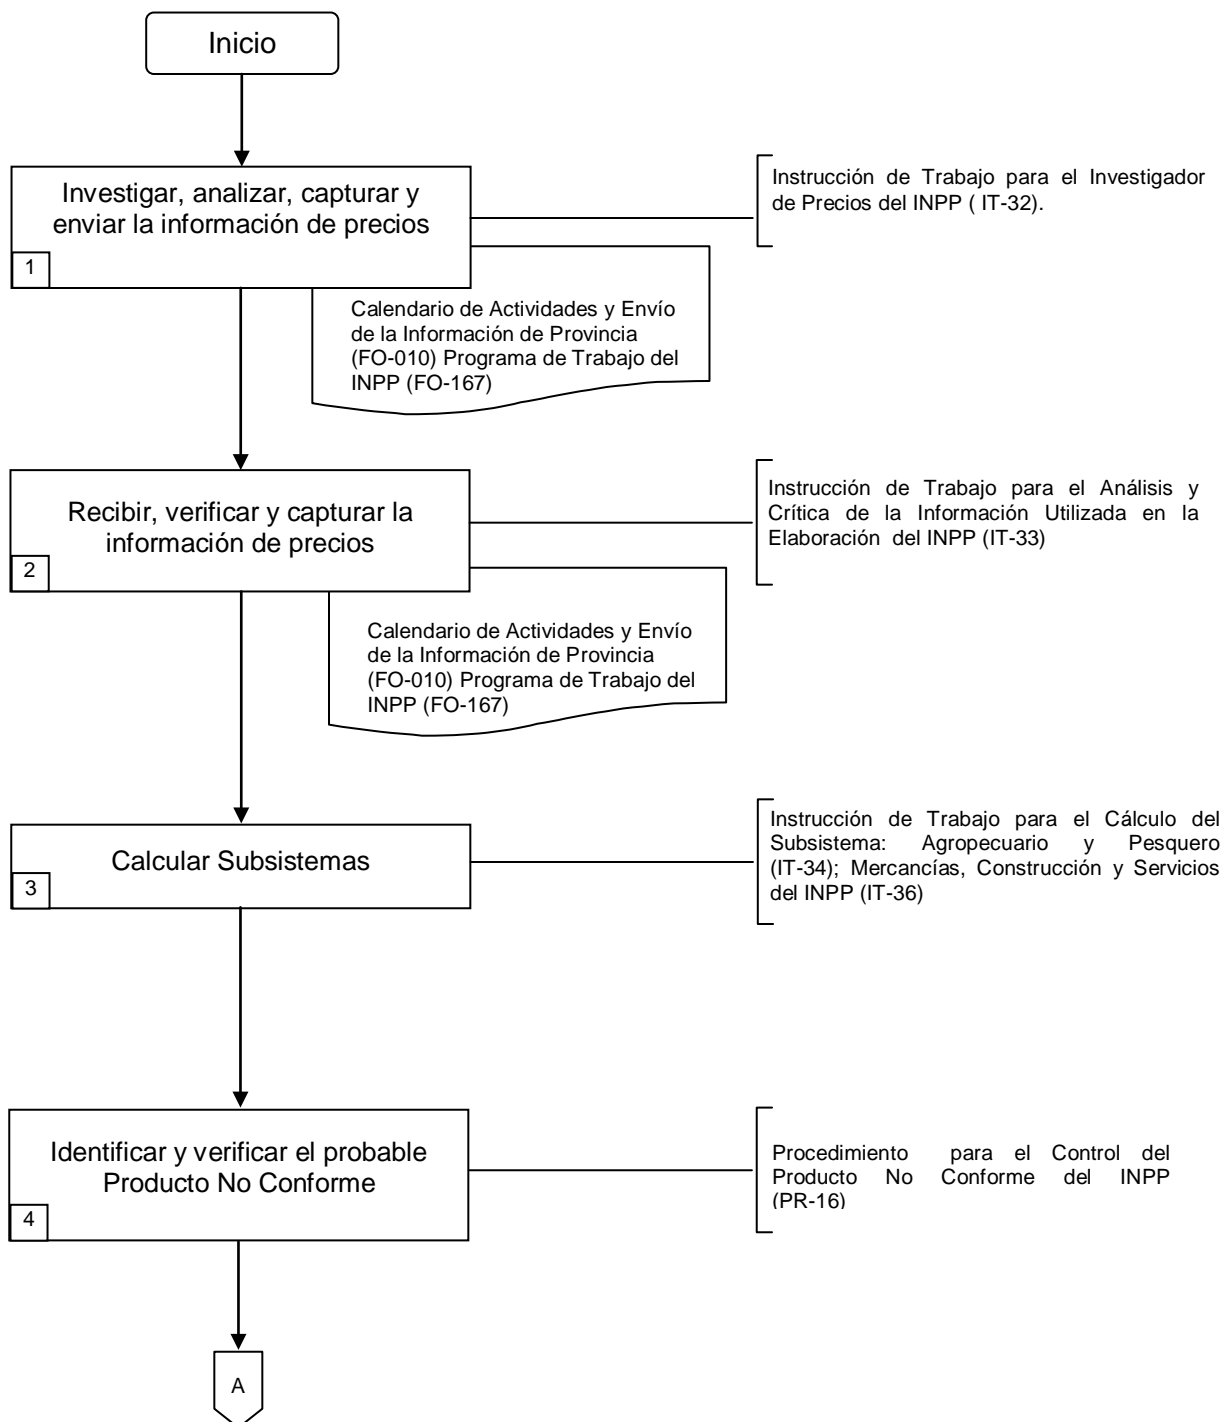 Inicio
Investigar, analizar, capturar y
enviar la información de precios
1
Instrucción de Trabajo para el Investigador
de Precios del INPP ( IT-32).
Calendario de Actividades y Envío
de la Información de Provincia
(FO-010) Programa de Trabajo del
INPP (FO-167)
Recibir, verificar y capturar la
información de precios
2
Instrucción de Trabajo para el Análisis y
Crítica de la Información Utilizada en la
Elaboración del INPP (IT-33)
Calendario de Actividades y Envío
de la Información de Provincia
(FO-010) Programa de Trabajo del
INPP (FO-167)
Calcular Subsistemas
3
Instrucción de Trabajo para el Cálculo del
Subsistema: Agropecuario y Pesquero
(IT-34); Mercancías, Construcción y Servicios
del INPP (IT-36)
Identificar y verificar el probable
Producto No Conforme
4
Procedimiento para el Control del
Producto No Conforme del INPP
(PR-16)
A